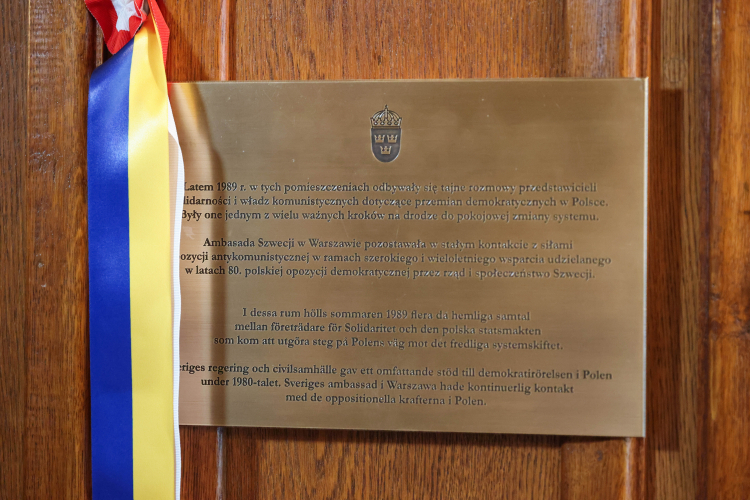 Latem 1989 r. w tych pomieszczeniach odbywały się tajne rozmowy przedstawicieli
lidarności i władz komunistycznych dotyczące przemian demokratycznych w Polsce.
Były one jednym z wielu ważnych kroków na drodze do pokojowej zmiany systemu.
Ambasada Szwecji w Warszawie pozostawała w stałym kontakcie z siłami
ozycji antykomunistycznej w ramach szerokiego i wieloletniego wsparcia udzielanego
w latach 80. polskiej opozycji demokratycznej przez rząd i społeczeństwo Szwecji.
I dessa rum hölls sommaren 1989 flera da hemliga samtal
mellan företrädare för Solidaritet och den polska statsmakten
som kom att utgöra steg på Polens väg mot det fredliga systemskiftet.
eriges regering och civilsamhälle gav ett omfattande stöd till demokratirörelsen i Polen
under 1980-talet. Sveriges ambassad i Warszawa hade kontinuerlig kontakt
med de oppositionella krafterna i Polen.